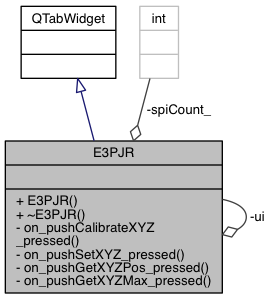 QTabWidget
int
-spiCount_
E3PJR
+ E3PJR()
+ ~E3PJR()
- on_pushCalibrateXYZ
_pressed()
- on_pushSetXYZ_pressed()
- on_pushGetXYZPos_pressed()
- on_pushGetXYZMax_pressed()
-ui